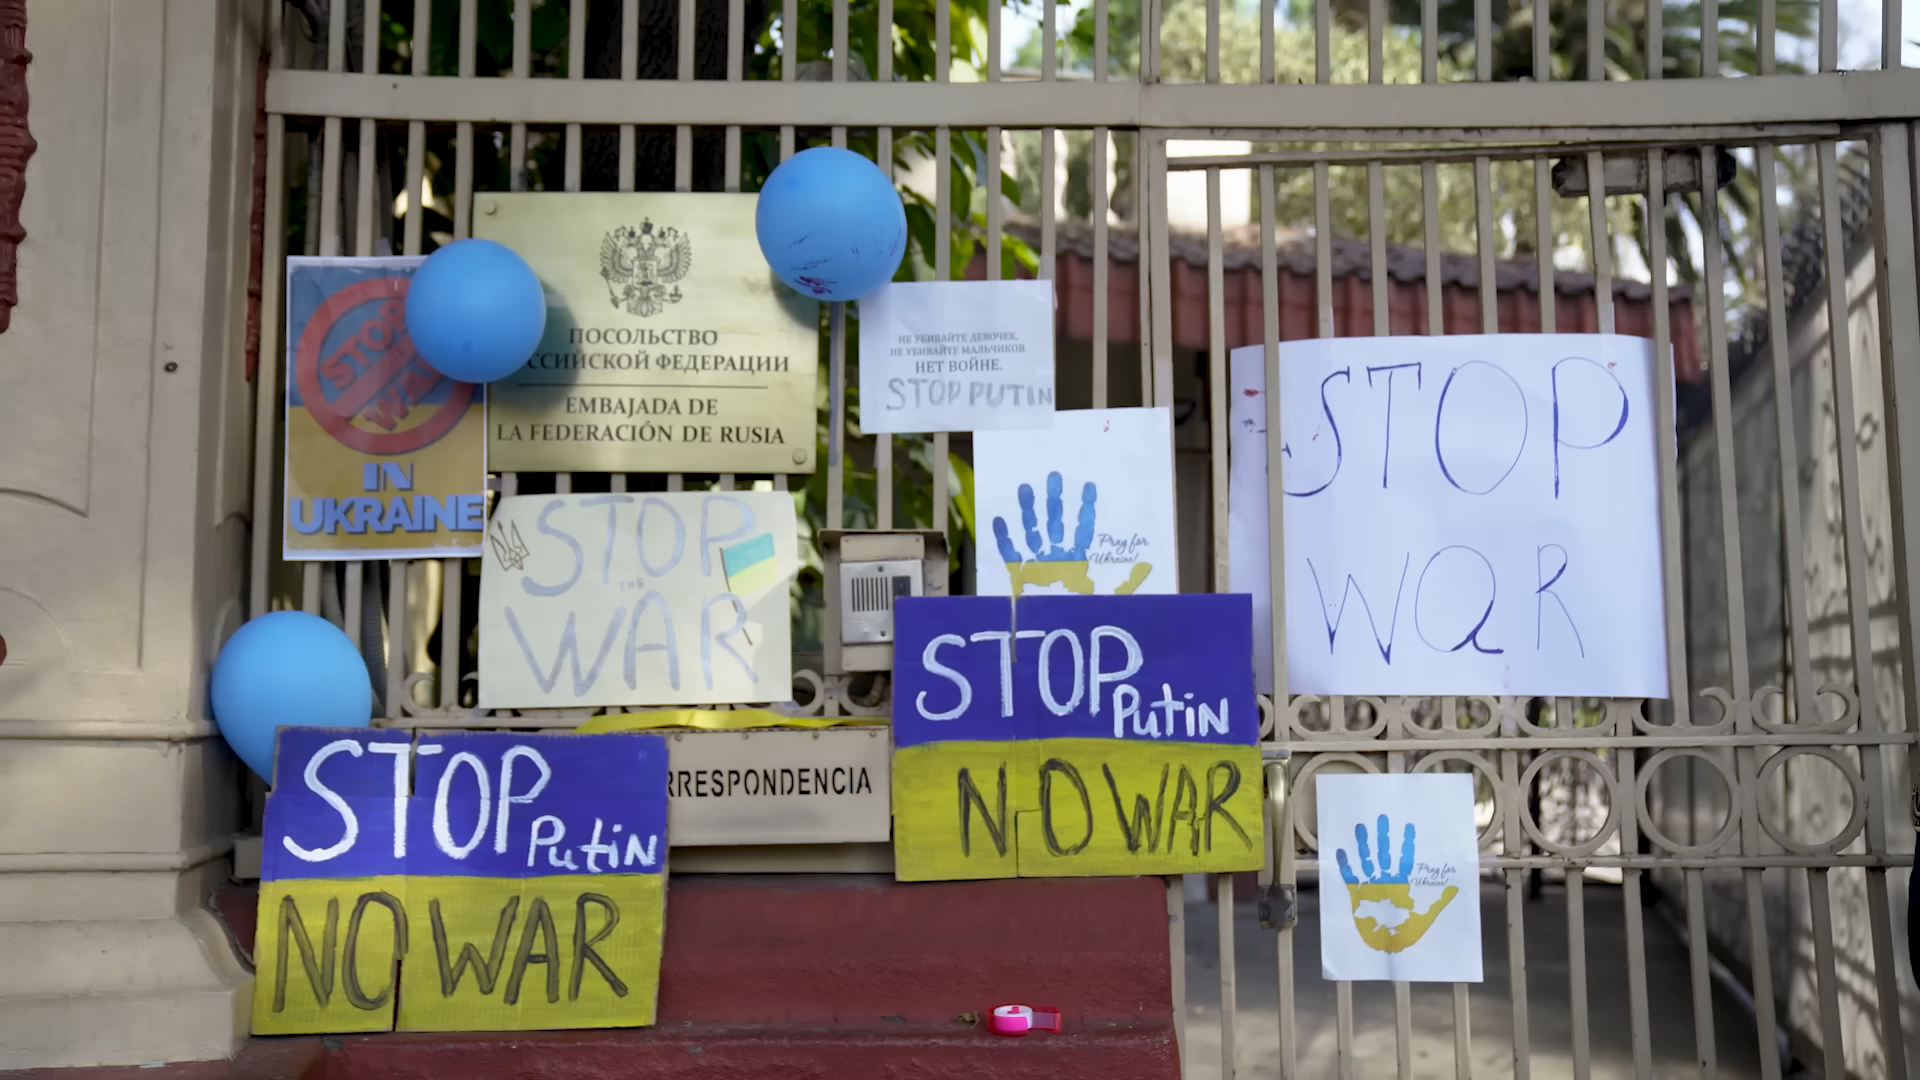 STOP
WAR
IN
UKRAINE
ПОСОЛЬСТВО
ССИЙСКОЙ ФЕДЕРАЦИИ
EMBAJADA DE
LA FEDERACIÓN DE RUSIA
НЕ УБИВАЙТЕ ДЕВОЧЕК,
НЕ УБИВАЙТЕ МАЛЬЧИКОВ.
НЕТ ВОЙНЕ.
STOP PUTIN
STOP
WAR
STOP
WAR
Pray for
Ukraine!
STOP Putin
NO WAR
RRESPONDENCIA
STOP Putin
NO WAR
Pray for
Ukraine!